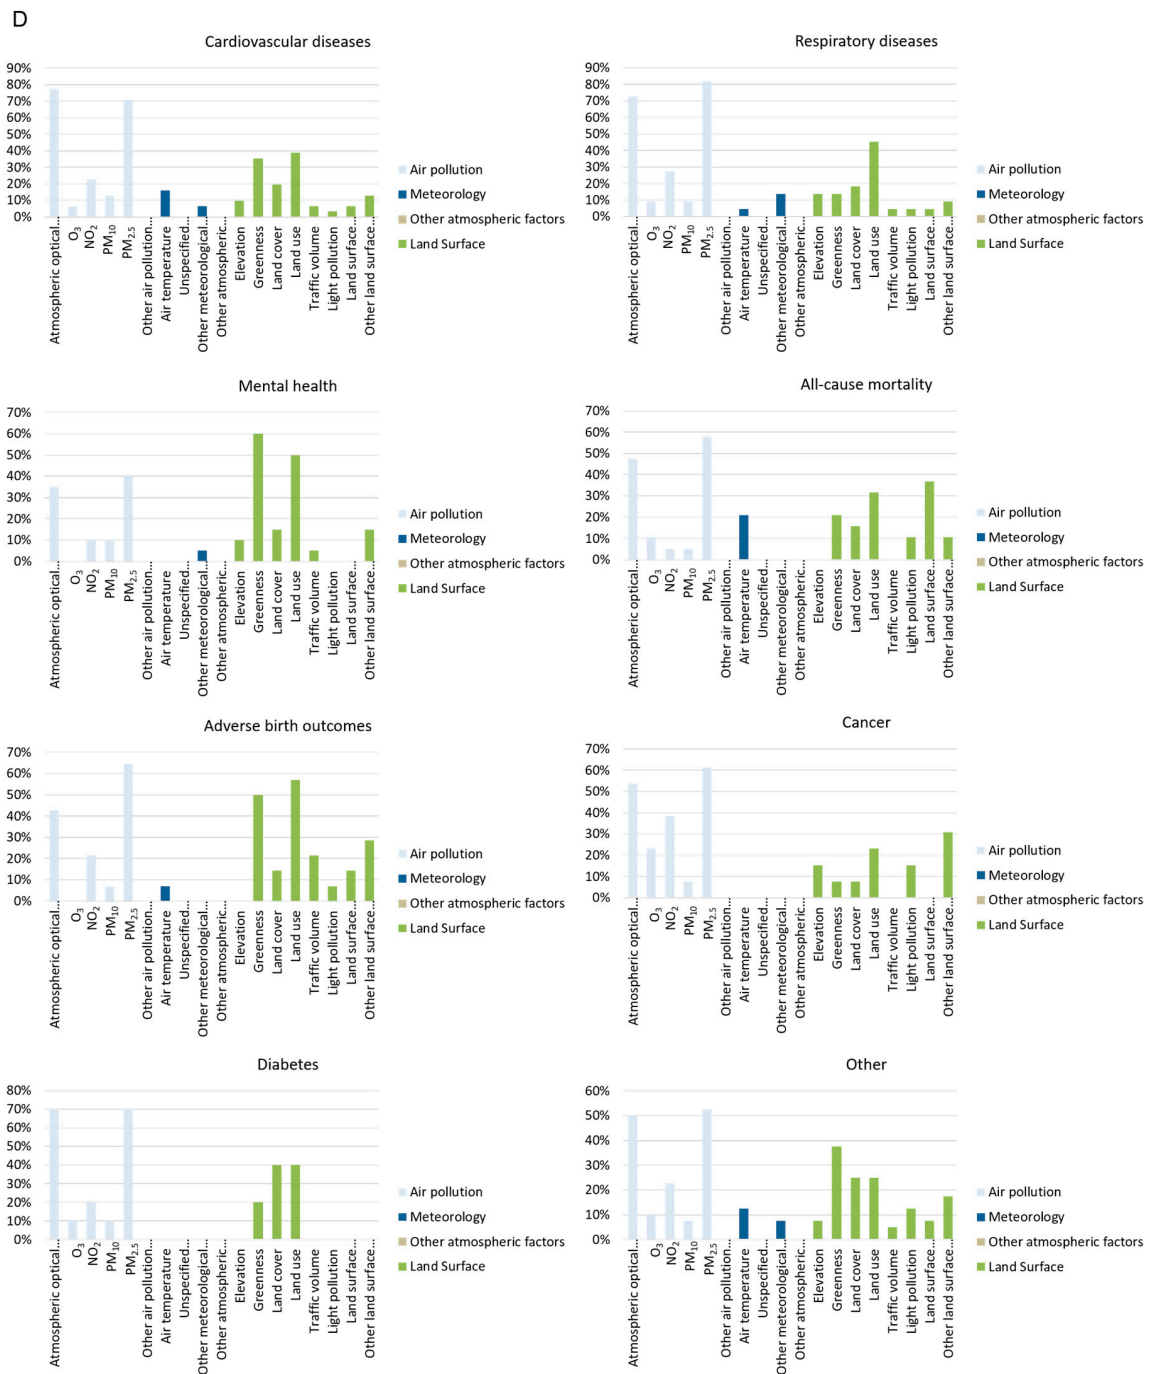 D
Cardiovascular diseases
90%
80%
70%
60%
50%
40%
30%
20%
10%
0%
Atmospheric optical...
O3
NO2
PM10
PM2.5
Other air pollution...
Air temperature
Unspecified...
Other meteorological...
Other atmospheric...
Elevation
Greenness
Land cover
Land use
Traffic volume
Light pollution
Land surface...
Other land surface...
Air pollution
Meteorology
Other atmospheric factors
Land Surface
Respiratory diseases
90%
80%
70%
60%
50%
40%
30%
20%
10%
0%
Atmospheric optical...
O3
NO2
PM10
PM2.5
Other air pollution...
Air temperature
Unspecified...
Other meteorological...
Other atmospheric...
Elevation
Greenness
Land cover
Land use
Traffic volume
Light pollution
Land surface...
Other land surface...
Air pollution
Meteorology
Other atmospheric factors
Land Surface
Mental health
70%
60%
50%
40%
30%
20%
10%
0%
Atmospheric optical...
O3
NO2
PM10
PM2.5
Other air pollution...
Air temperature
Unspecified...
Other meteorological...
Other atmospheric...
Elevation
Greenness
Land cover
Land use
Traffic volume
Light pollution
Land surface...
Other land surface...
Air pollution
Meteorology
Other atmospheric factors
Land Surface
All-cause mortality
70%
60%
50%
40%
30%
20%
10%
0%
Atmospheric optical...
O3
NO2
PM10
PM2.5
Other air pollution...
Air temperature
Unspecified...
Other meteorological...
Other atmospheric...
Elevation
Greenness
Land cover
Land use
Traffic volume
Light pollution
Land surface...
Other land surface...
Air pollution
Meteorology
Other atmospheric factors
Land Surface
Adverse birth outcomes
70%
60%
50%
40%
30%
20%
10%
0%
Atmospheric optical...
O3
NO2
PM10
PM2.5
Other air pollution...
Air temperature
Unspecified...
Other meteorological...
Other atmospheric...
Elevation
Greenness
Land cover
Land use
Traffic volume
Light pollution
Land surface...
Other land surface...
Air pollution
Meteorology
Other atmospheric factors
Land Surface
Cancer
70%
60%
50%
40%
30%
20%
10%
0%
Atmospheric optical...
O3
NO2
PM10
PM2.5
Other air pollution...
Air temperature
Unspecified...
Other meteorological...
Other atmospheric...
Elevation
Greenness
Land cover
Land use
Traffic volume
Light pollution
Land surface...
Other land surface...
Air pollution
Meteorology
Other atmospheric factors
Land Surface
Diabetes
80%
70%
60%
50%
40%
30%
20%
10%
0%
Atmospheric optical...
O3
NO2
PM10
PM2.5
Other air pollution...
Air temperature
Unspecified...
Other meteorological...
Other atmospheric...
Elevation
Greenness
Land cover
Land use
Traffic volume
Light pollution
Land surface...
Other land surface...
Air pollution
Meteorology
Other atmospheric factors
Land Surface
Other
60%
50%
40%
30%
20%
10%
0%
Atmospheric optical...
O3
NO2
PM10
PM2.5
Other air pollution...
Air temperature
Unspecified...
Other meteorological...
Other atmospheric...
Elevation
Greenness
Land cover
Land use
Traffic volume
Light pollution
Land surface...
Other land surface...
Air pollution
Meteorology
Other atmospheric factors
Land Surface